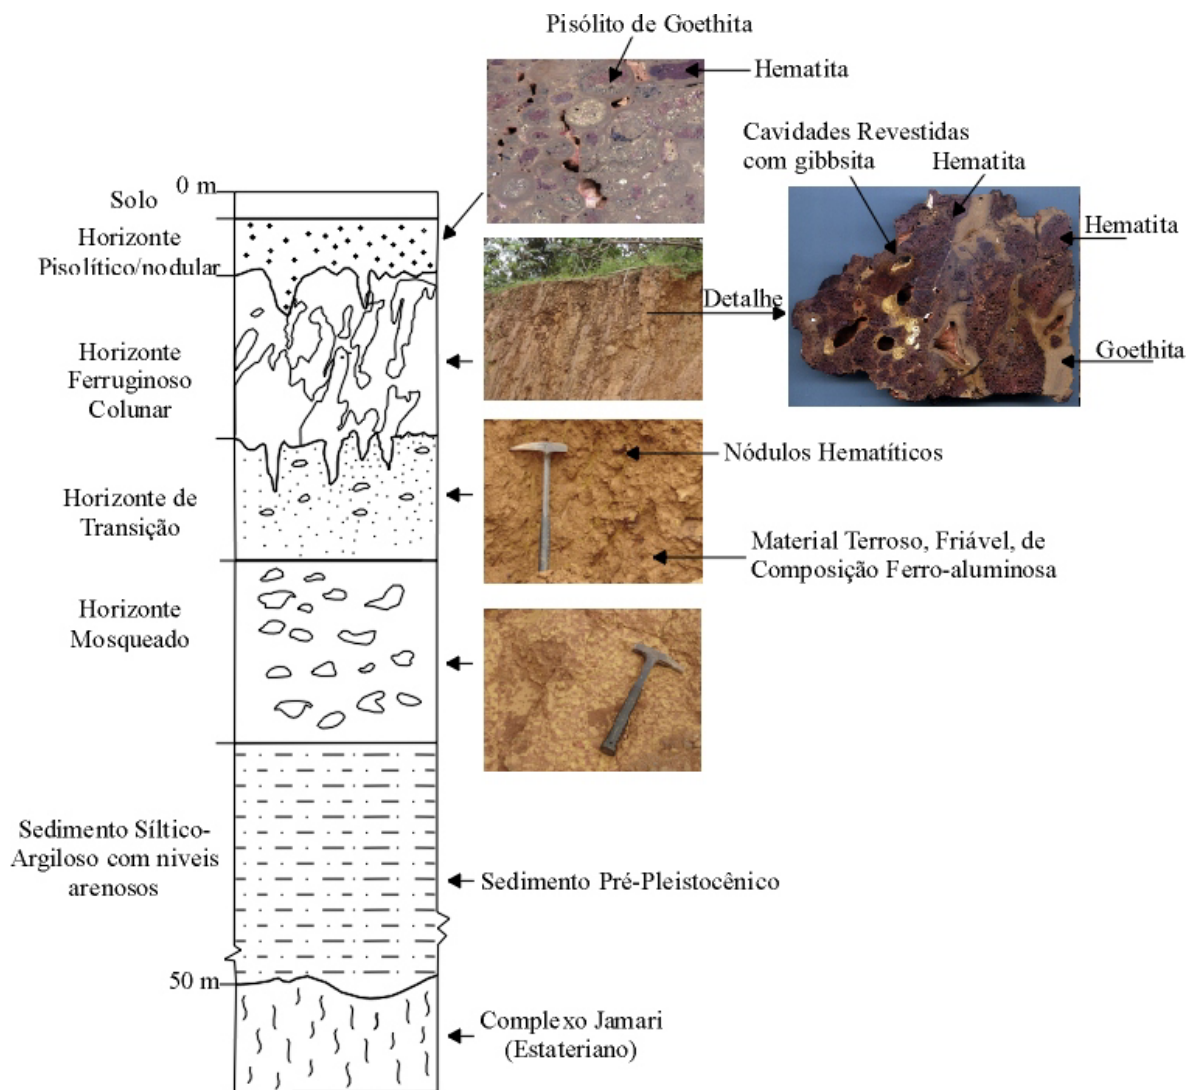 Pisólito de Goethita
Hematita
Cavidades Revestidas
com gibbsita
Hematita
Hematita
Goethita
Detalhe
0 m
Solo
Horizonte
Pisolítico/nodular
Horizonte
Ferruginoso
Colunar
Nódulos Hematíticos
Horizonte de
Transição
Material Terroso, Friável, de
Composição Ferro-aluminosa
Horizonte
Mosqueado
Sedimento Síltico-
Argiloso com niveis
arenosos
Sedimento Pré-Pleistocênico
50 m
Complexo Jamari
(Estateriano)